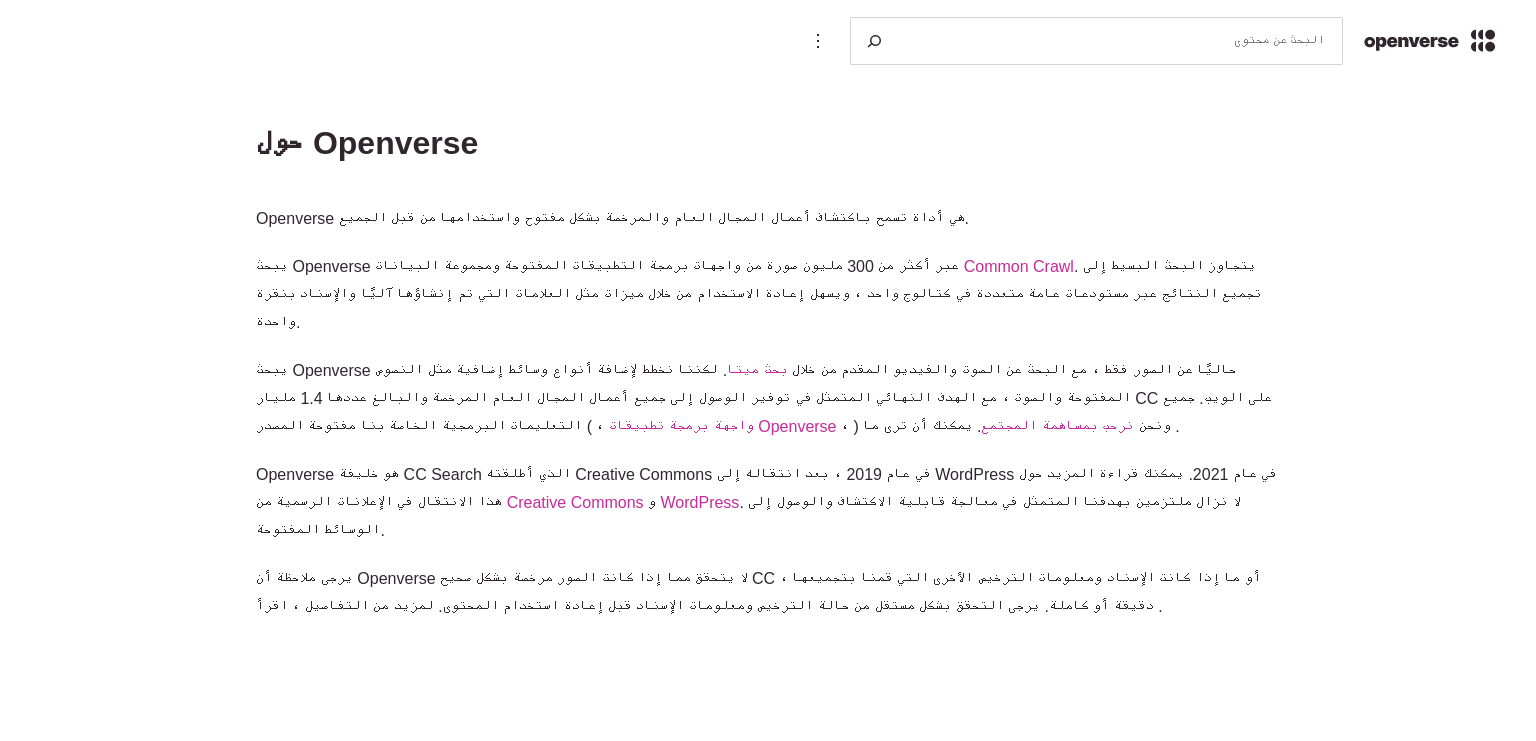 openverse
البحث عن محتوى
حول Openverse
Openverse هي أداة تسمح باكتشاف أعمال المجال العام والمرخصة بشكل مفتوح واستخدامها من قبل الجميع.
يبحث Openverse عبر أكثر من 300 مليون صورة من واجهات برمجة التطبيقات المفتوحة ومجموعة البيانات Common Crawl. يتجاوز البحث البسيط إلى
تجميع النتائج عبر مستودعات عامة متعددة في كتالوج واحد ، ويسهل إعادة الاستخدام من خلال ميزات مثل العلامات التي تم إنشاؤها آليًا والإسناد بنقرة
واحدة.
يبحث Openverse حاليًا عن الصور فقط ، مع البحث عن الصوت والفيديو المقدم من خلال بحث ميتا. لكننا نخطط لإضافة أنواع وسائط إضافية مثل النصوص
المفتوحة والصوت ، مع الهدف النهائي المتمثل في توفير الوصول إلى جميع أعمال المجال العام المرخصة والبالغ عددها 1.4 مليار CC على الويب. جميع
واجهة برمجة تطبيقات ، ( التعليمات البرمجية الخاصة بنا مفتوحة المصدر Openverse ونحن نرحب بمساهمة المجتمع. يمكنك أن ترى ما ( ، .
Openverse هو خليفة CC Search الذي أطلقته Creative Commons في عام 2019 ، بعد انتقاله إلى WordPress في عام 2021. يمكنك قراءة المزيد حول
هذا الانتقال في الإعلانات الرسمية من Creative Commons و WordPress. لا نزال ملتزمين بهدفنا المتمثل في معالجة قابلية الاكتشاف والوصول إلى
الوسائط المفتوحة.
يرجى ملاحظة أن Openverse لا يتحقق مما إذا كانت الصور مرخصة بشكل صحيح CC أو ما إذا كانت الإسناد ومعلومات الترخيص الأخرى التي قمنا بتجميعها ،
دقيقة أو كاملة. يرجى التحقق بشكل مستقل من حالة الترخيص ومعلومات الإسناد قبل إعادة استخدام المحتوى. لمزيد من التفاصيل ، اقرأ .